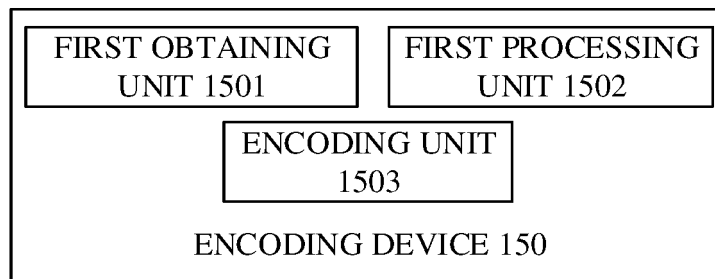 FIRST OBTAINING
UNIT 1501
FIRST PROCESSING
UNIT 1502
ENCODING UNIT
1503
ENCODING DEVICE 150